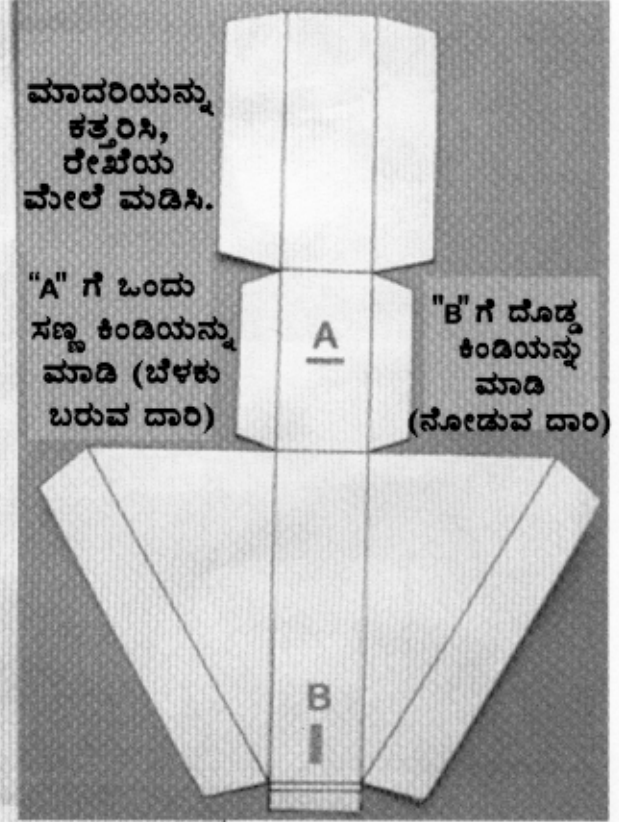 ಮಾದರಿಯನ್ನು
ಕತ್ತರಿಸಿ,
ರೇಖೆಯ
ಮೇಲೆ ಮಡಿಸಿ.
“A" ಗೆ ಒಂದು
ಸಣ್ಣ ಕಿಂಡಿಯನ್ನು
ಮಾಡಿ (ಬೆಳಕು
ಬರುವ ದಾರಿ)
A
"B" ಗೆ ದೊಡ್ಡ
ಕಿಂಡಿಯನ್ನು
ಮಾಡಿ
(ನೋಡುವ ದಾರಿ)
B